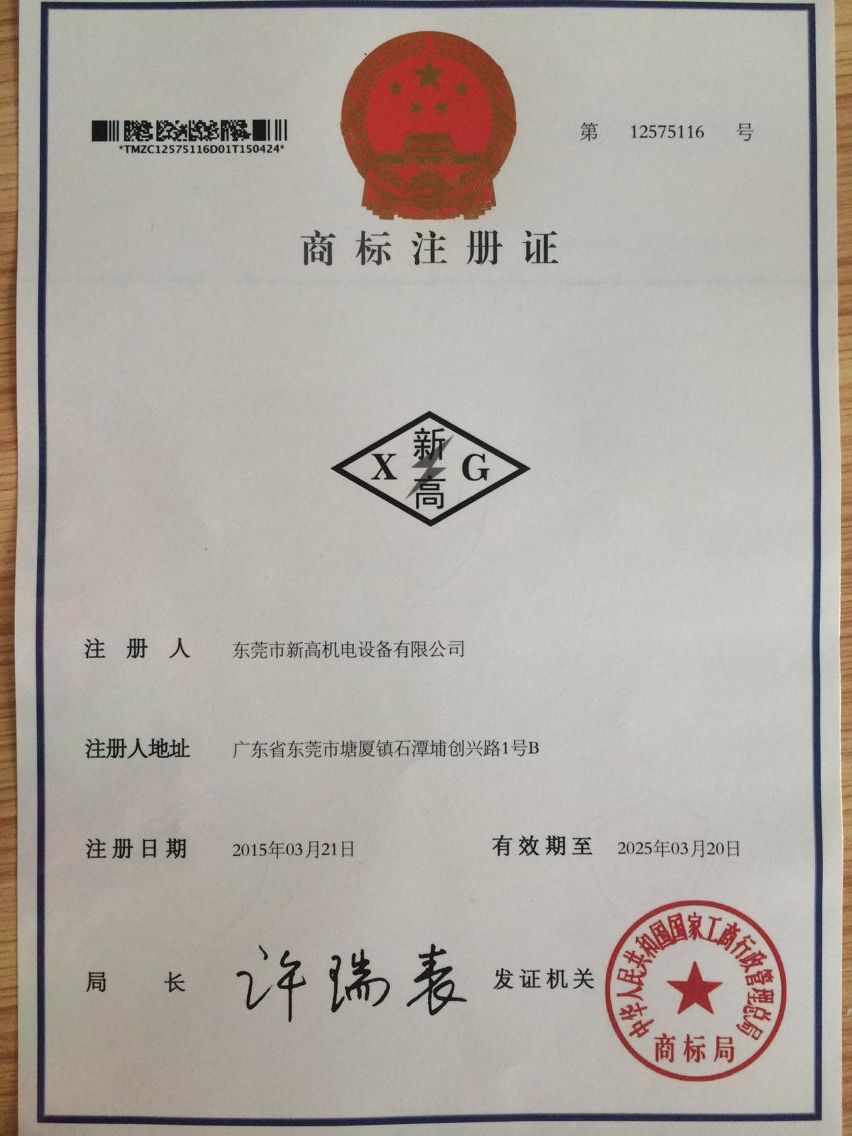 *TMZC12575116D01T150424*
第 12575116 号
商标注册证
新
X G
高
注册人 东莞市新高机电设备有限公司
注册人地址 广东省东莞市塘厦镇石潭埔创兴路1号B
注册日期 2015年03月21日 有效期至 2025年03月20日
局长 许瑞表 发证机关
中华人民共和国国家工商行政管理总局
商标局